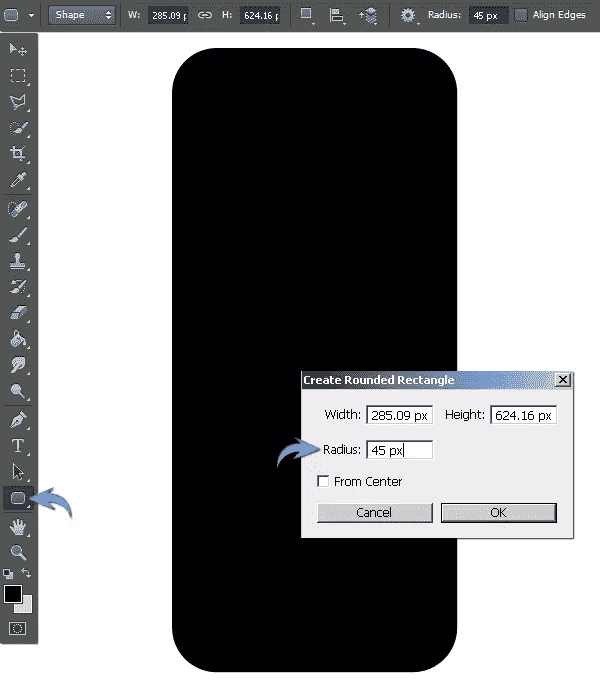 Shape W: 285.09 H: 624.16 Radius: 45 px Align Edges
Create Rounded Rectangle
Width: 285.09 px Height: 624.16 px
Radius: 45 px
From Center
Cancel OK